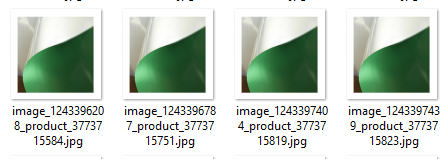 image_124339620
8_product_37737
15584.jpg
image_124339678
7_product_37737
15751.jpg
image_124339740
4_product_37737
15819.jpg
image_124339743
9_product_37737
15823.jpg